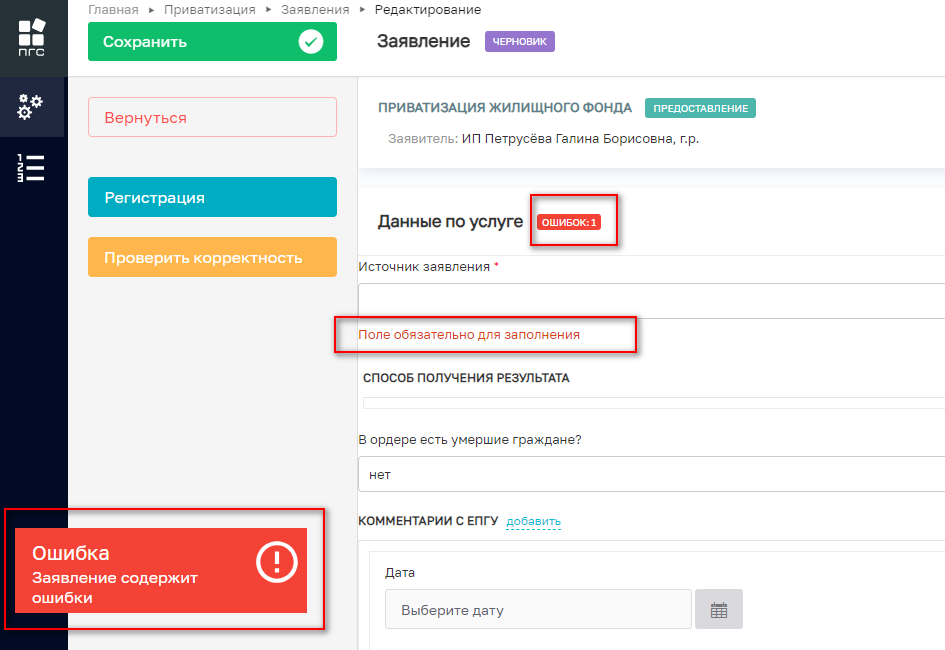 Главная ▸ Приватизация ▸ Заявления ▸ Редактирование
ПГС
Сохранить
Заявление ЧЕРНОВИК
Вернуться
ПРИВАТИЗАЦИЯ ЖИЛИЩНОГО ФОНДА ПРЕДОСТАВЛЕНИЕ
Заявитель: ИП Петрусёва Галина Борисовна, г.р.
Регистрация
Проверить корректность
Данные по услуге ОШИБОК: 1
Источник заявления *
Поле обязательно для заполнения
СПОСОБ ПОЛУЧЕНИЯ РЕЗУЛЬТАТА
В ордере есть умершие граждане?
нет
КОММЕНТАРИИ С ЕПГУ добавить
Дата
Выберите дату
Ошибка
Заявление содержит
ошибки